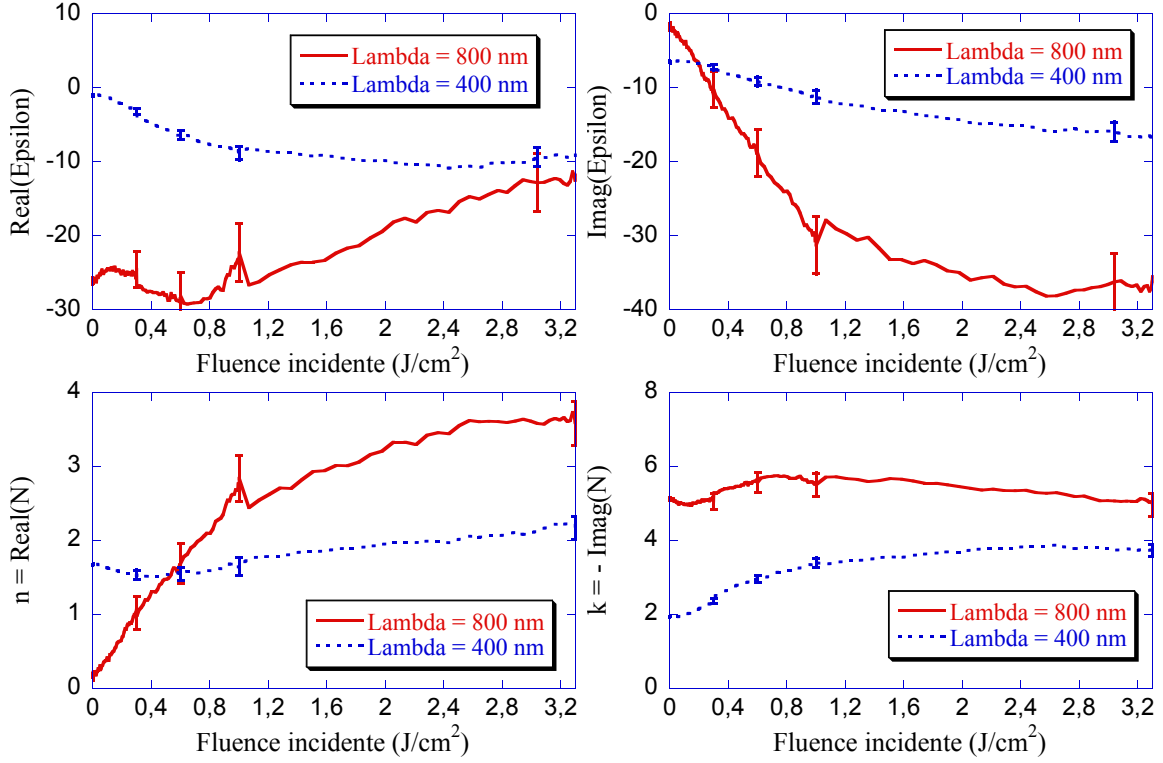 10
0
-10
-20
-30
Real(Epsilon)
Lambda = 800 nm
Lambda = 400 nm
0 0,4 0,8 1,2 1,6 2 2,4 2,8 3,2
Fluence incidente (J/cm²)
0
-10
-20
-30
-40
Imag(Epsilon)
Lambda = 800 nm
Lambda = 400 nm
0 0,4 0,8 1,2 1,6 2 2,4 2,8 3,2
Fluence incidente (J/cm²)
4
3
2
1
0
n = Real(N)
Lambda = 800 nm
Lambda = 400 nm
0 0,4 0,8 1,2 1,6 2 2,4 2,8 3,2
Fluence incidente (J/cm²)
8
6
4
2
0
k = - Imag(N)
Lambda = 800 nm
Lambda = 400 nm
0 0,4 0,8 1,2 1,6 2 2,4 2,8 3,2
Fluence incidente (J/cm²)